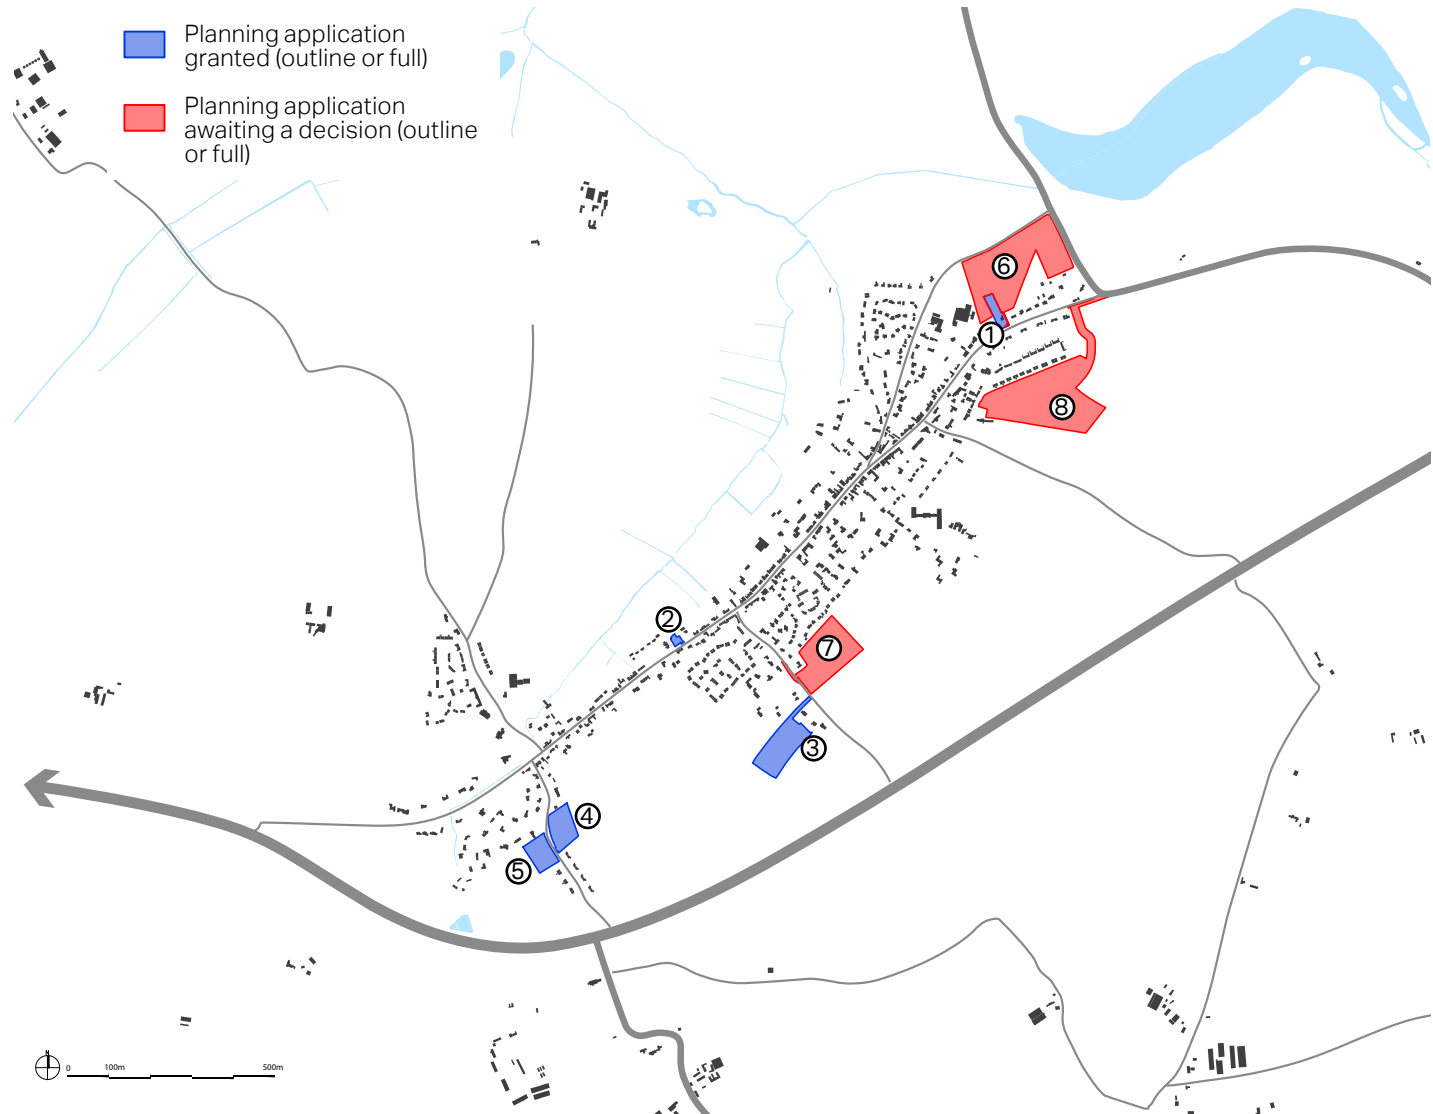 Planning application
granted (outline or full)
Planning application
awaiting a decision (outline
or full)
6
1
8
2
7
3
4
5
N
0 100m 500m